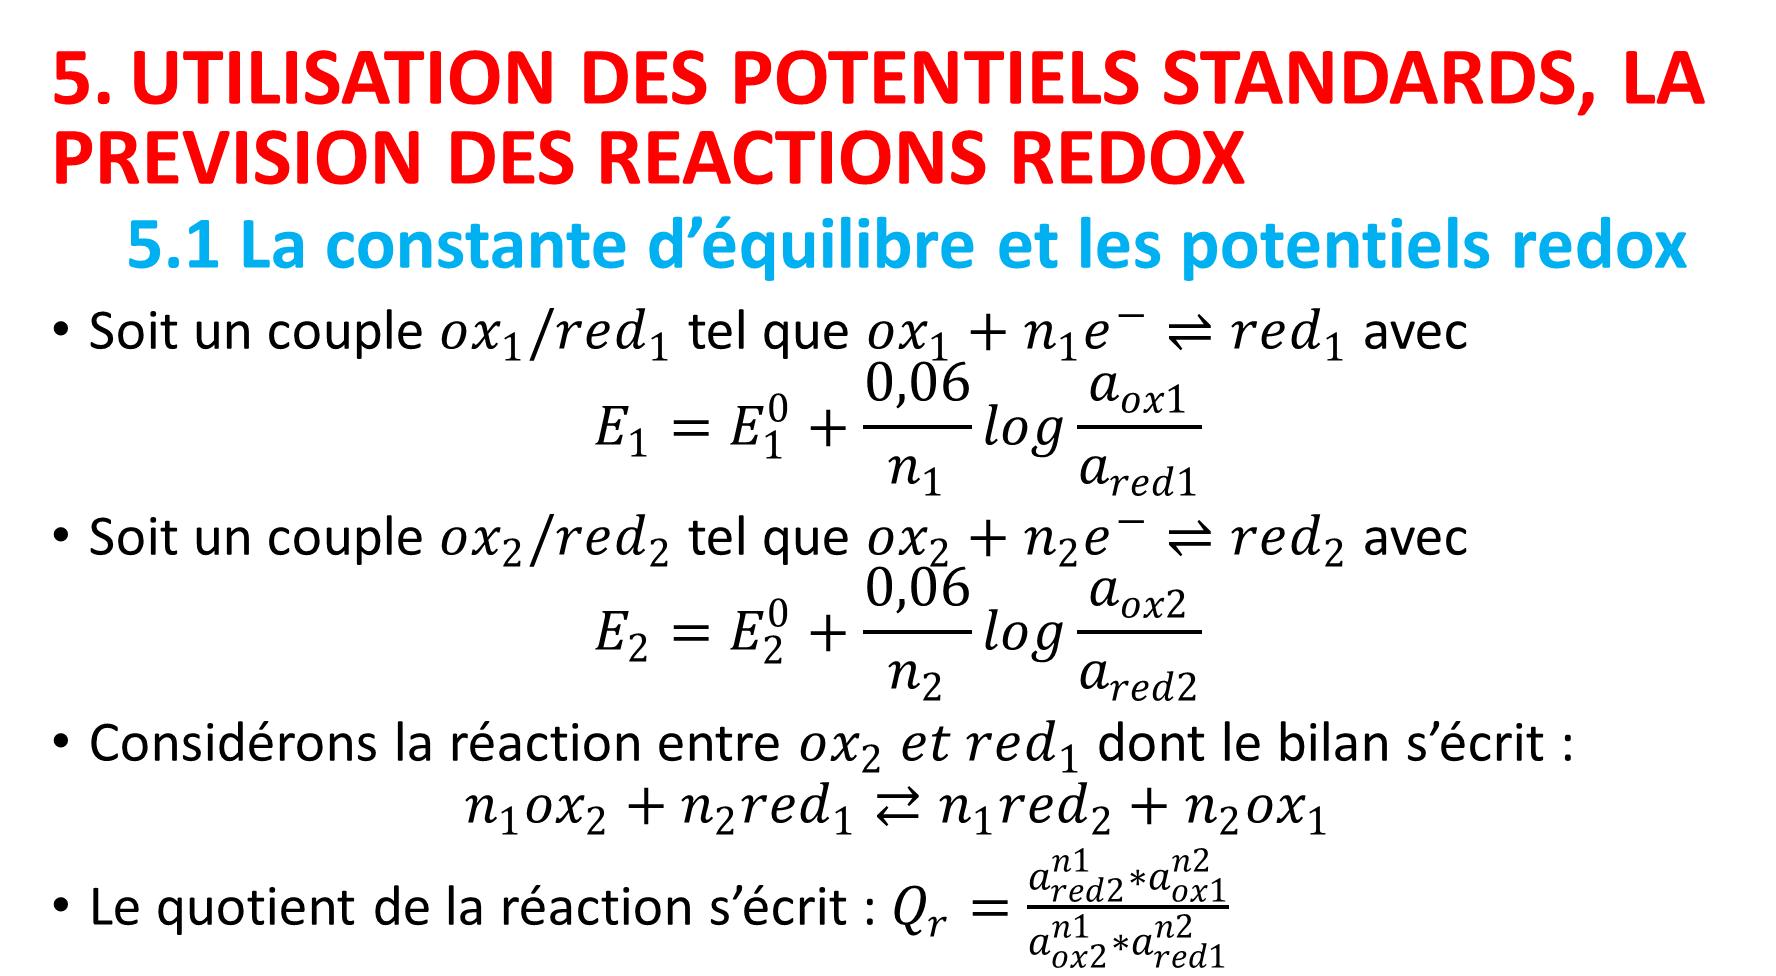 5. UTILISATION DES POTENTIELS STANDARDS, LA
PREVISION DES REACTIONS REDOX
5.1 La constante d’équilibre et les potentiels redox
• Soit un couple ox₁/red₁ tel que ox₁ + n₁e⁻ ⇌ red₁ avec
E₁ = E₁⁰ + 0,06/n₁ log a_ox1/a_red1
• Soit un couple ox₂/red₂ tel que ox₂ + n₂e⁻ ⇌ red₂ avec
E₂ = E₂⁰ + 0,06/n₂ log a_ox2/a_red2
• Considérons la réaction entre ox₂ et red₁ dont le bilan s’écrit :
n₁ox₂ + n₂red₁ ⇄ n₁red₂ + n₂ox₁
• Le quotient de la réaction s’écrit : Qᵣ = (a_red2^n1 * a_ox1^n2)/(a_ox2^n1 * a_red1^n2)